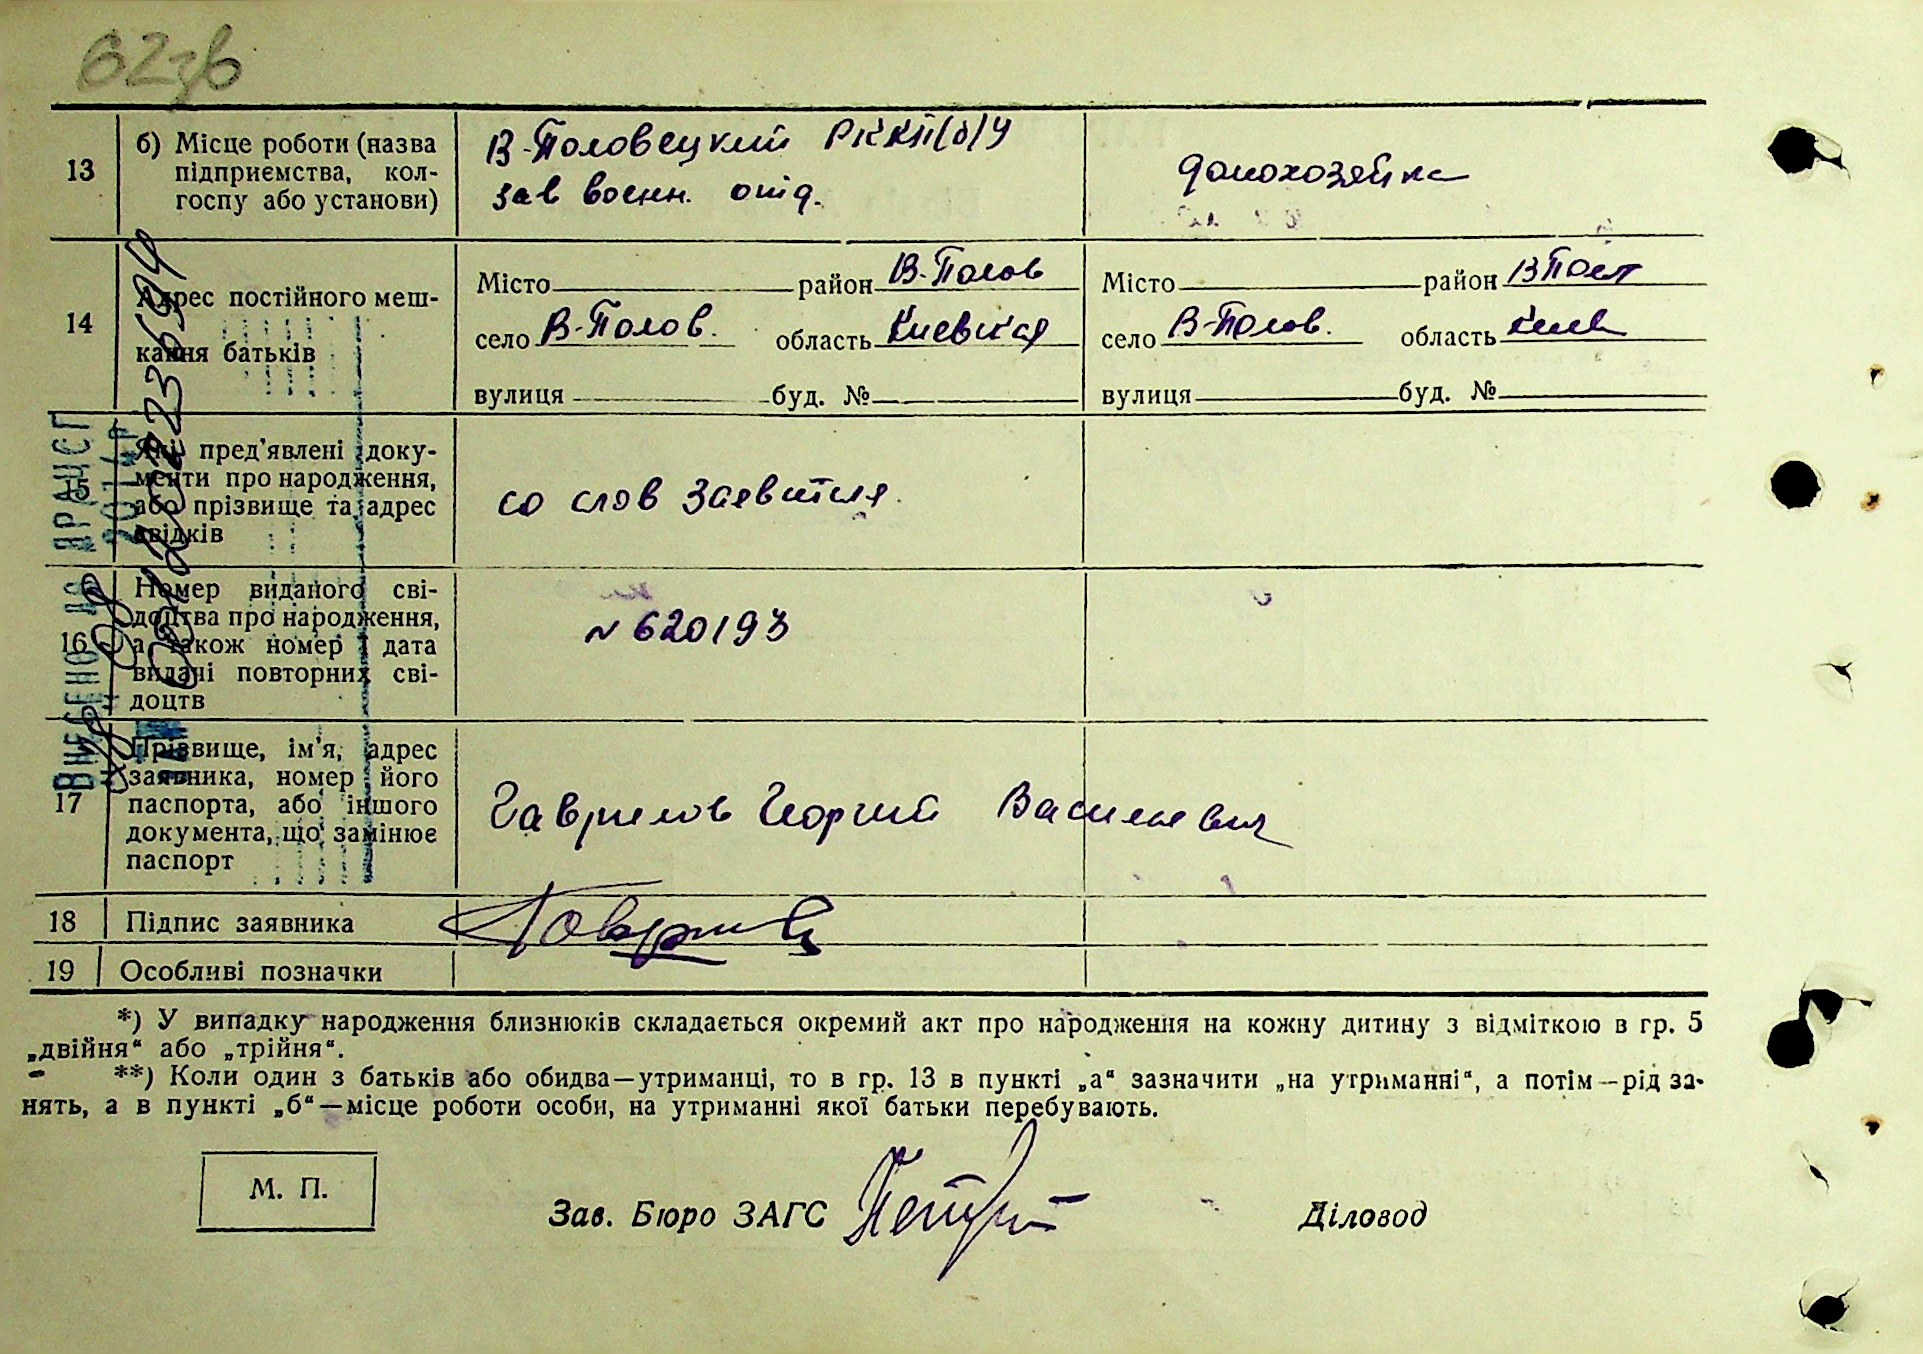 62зв
13 б) Місце роботи (назва
підприємства, кол-
госпу або установи)
В-Половецкий РККП(б)У
зав военн. отд.
домохозяйка
14 Адрес постійного меш-
кання батьків
Місто район В-Полов
село В-Полов. область Киевская
вулиця буд. №
Місто район
село В-Полов. область Киев
вулиця буд. №
15 Які пред'явлені доку-
менти про народження,
або прізвище та адрес
свідків
со слов заявителя
16 Номер виданого сві-
доцтва про народження,
а також номер і дата
видачі повторних сві-
доцтв
№ 620193
17 Прізвище, ім'я, адрес
заявника, номер його
паспорта, або іншого
документа, що замінює
паспорт
Гаврилов Георгий Васильевич
18 Підпис заявника
19 Особливі позначки
*) У випадку народження близнюків складається окремий акт про народження на кожну дитину з відміткою в гр. 5
„двійня“ або „трійня“.
**) Коли один з батьків або обидва—утриманці, то в гр. 13 в пункті „а“ зазначити „на утриманні“, а потім—рід за-
нять, а в пункті „б“—місце роботи особи, на утриманні якої батьки перебувають.
М. П.
Зав. Бюро ЗАГС
Діловод
ВНЕСЕНО ДО ДРАЦСГ